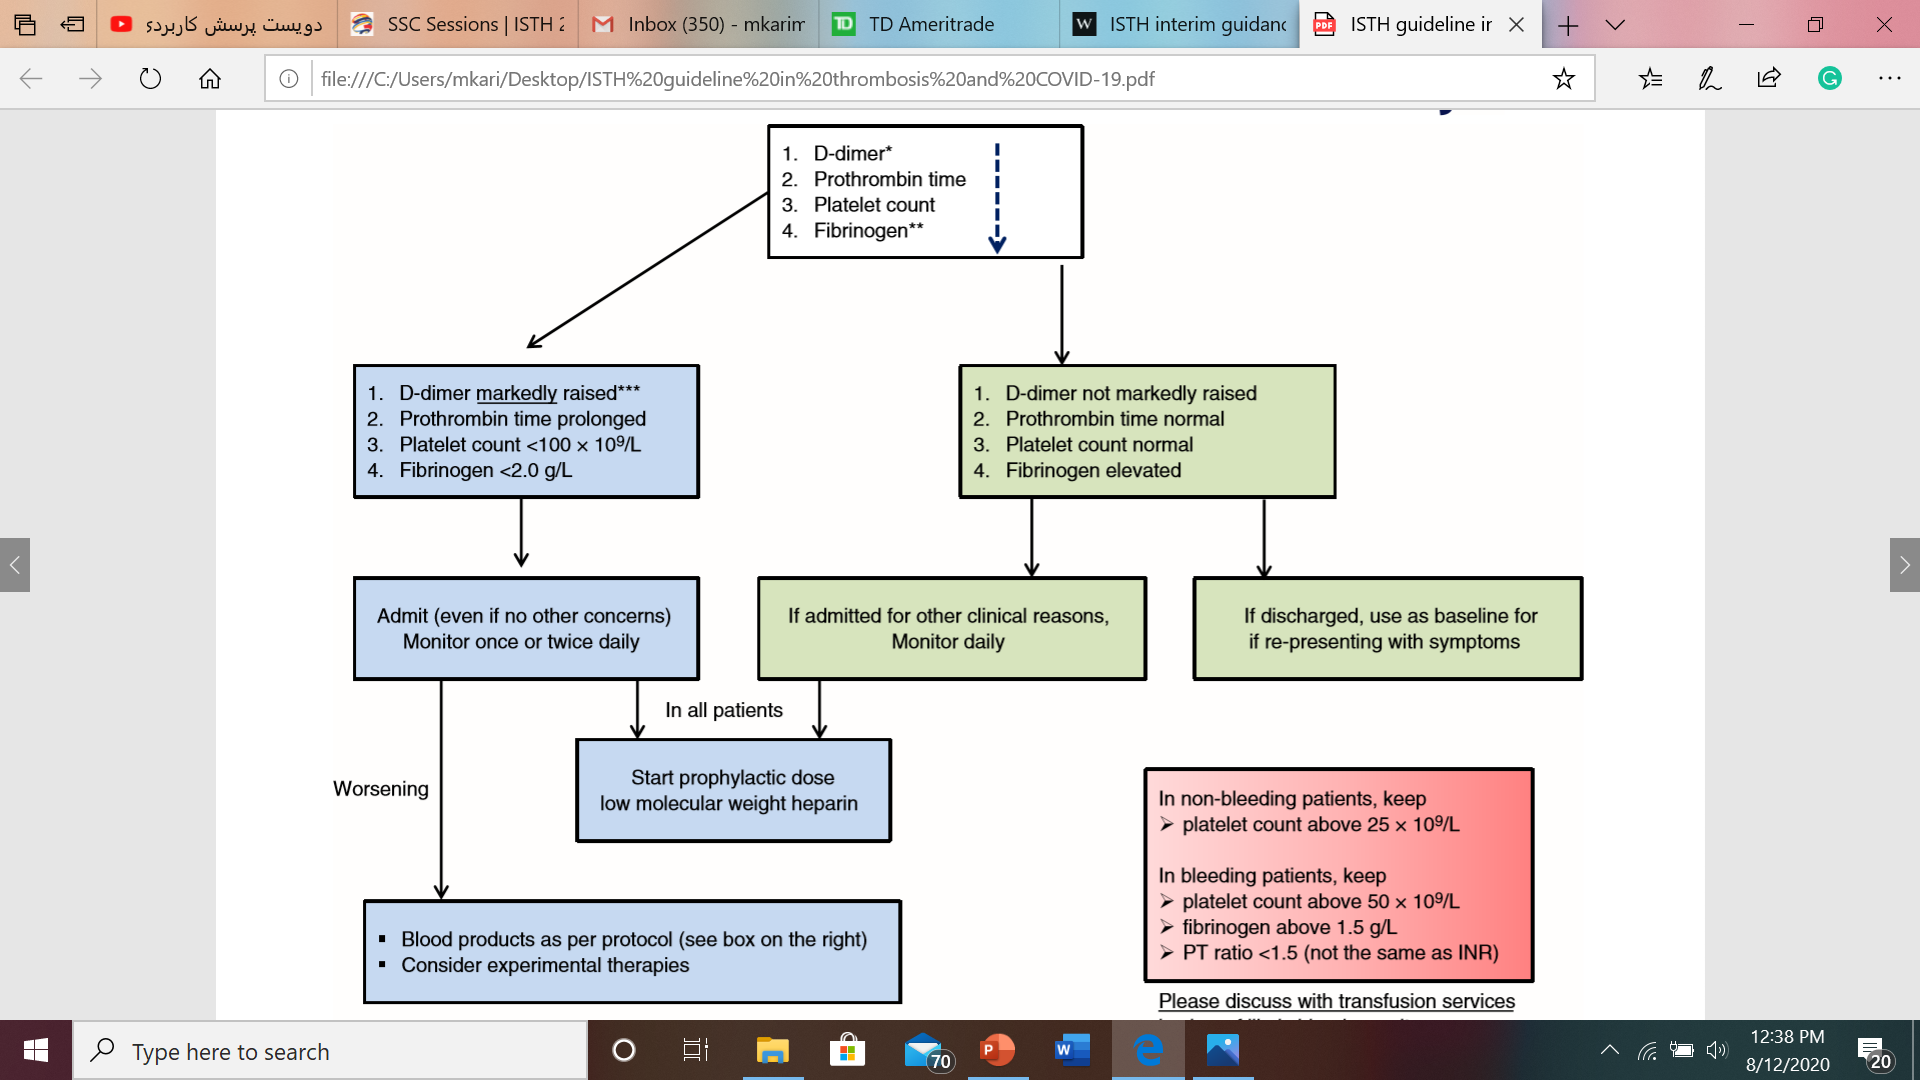 دویست پرسش کاربردی
SSC Sessions | ISTH 2
Inbox (350) - mkarim
TD Ameritrade
ISTH interim guidanc
ISTH guideline in
file:///C:/Users/mkari/Desktop/ISTH%20guideline%20in%20thrombosis%20and%20COVID-19.pdf
1. D-dimer*
2. Prothrombin time
3. Platelet count
4. Fibrinogen**
1. D-dimer markedly raised***
2. Prothrombin time prolonged
3. Platelet count <100 × 10⁹/L
4. Fibrinogen <2.0 g/L
1. D-dimer not markedly raised
2. Prothrombin time normal
3. Platelet count normal
4. Fibrinogen elevated
Admit (even if no other concerns)
Monitor once or twice daily
If admitted for other clinical reasons,
Monitor daily
If discharged, use as baseline for
if re-presenting with symptoms
In all patients
Start prophylactic dose
low molecular weight heparin
Worsening
In non-bleeding patients, keep
➢ platelet count above 25 × 10⁹/L
In bleeding patients, keep
➢ platelet count above 50 × 10⁹/L
➢ fibrinogen above 1.5 g/L
➢ PT ratio <1.5 (not the same as INR)
▪ Blood products as per protocol (see box on the right)
▪ Consider experimental therapies
Please discuss with transfusion services
Type here to search
70
12:38 PM
8/12/2020
20